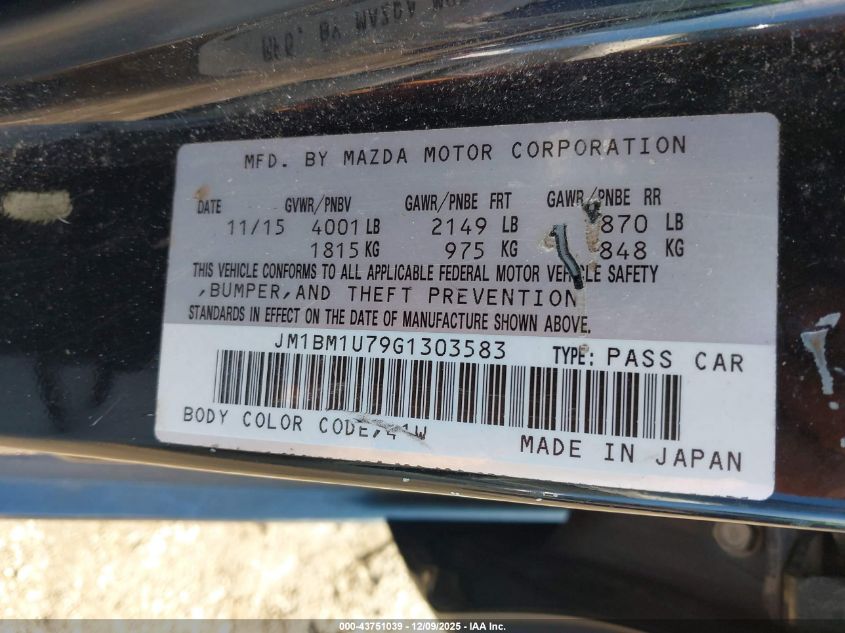 MFD. BY MAZDA MOTOR CORPORATION
DATE GVWR/PNBV GAWR/PNBE FRT GAWR/PNBE RR
11/15 4001 LB 2149 LB 870 LB
1815 KG 975 KG 848 KG
THIS VEHICLE CONFORMS TO ALL APPLICABLE FEDERAL MOTOR VEHICLE SAFETY
,BUMPER,AND THEFT PREVENTION
STANDARDS IN EFFECT ON THE DATE OF MANUFACTURE SHOWN ABOVE.
JM1BM1U79G1303583 TYPE: PASS CAR
BODY COLOR CODE,41W
MADE IN JAPAN
000-43751039 - 12/09/2025 - IAA Inc.